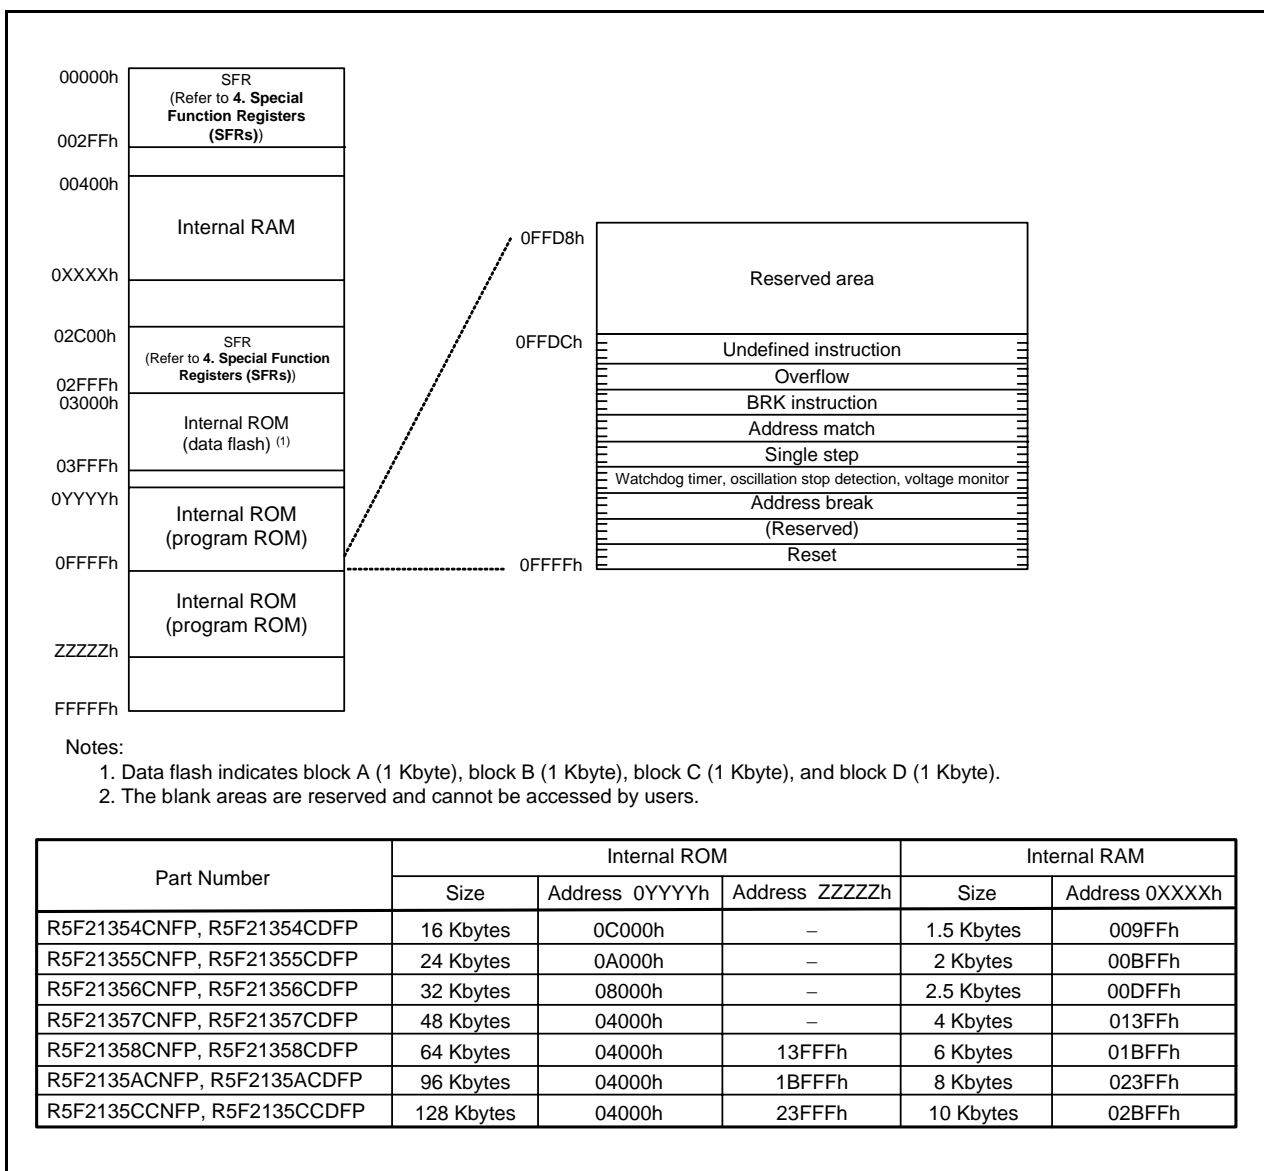 00000h
SFR
(Refer to 4. Special
Function Registers
(SFRs))
002FFh
00400h
Internal RAM
0XXXXh
02C00h
SFR
(Refer to 4. Special Function
Registers (SFRs))
02FFFh
03000h
Internal ROM
(data flash) (1)
03FFFh
0YYYYh
Internal ROM
(program ROM)
0FFFFh
Internal ROM
(program ROM)
ZZZZZh
FFFFFh
0FFD8h
Reserved area
0FFDCh
Undefined instruction
Overflow
BRK instruction
Address match
Single step
Watchdog timer, oscillation stop detection, voltage monitor
Address break
(Reserved)
Reset
0FFFFh
Notes:
1. Data flash indicates block A (1 Kbyte), block B (1 Kbyte), block C (1 Kbyte), and block D (1 Kbyte).
2. The blank areas are reserved and cannot be accessed by users.
Part Number Internal ROM Internal RAM
Size Address 0YYYYh Address ZZZZZh Size Address 0XXXXh
R5F21354CNFP, R5F21354CDFP 16 Kbytes 0C000h – 1.5 Kbytes 009FFh
R5F21355CNFP, R5F21355CDFP 24 Kbytes 0A000h – 2 Kbytes 00BFFh
R5F21356CNFP, R5F21356CDFP 32 Kbytes 08000h – 2.5 Kbytes 00DFFh
R5F21357CNFP, R5F21357CDFP 48 Kbytes 04000h – 4 Kbytes 013FFh
R5F21358CNFP, R5F21358CDFP 64 Kbytes 04000h 13FFFh 6 Kbytes 01BFFh
R5F2135ACNFP, R5F2135ACDFP 96 Kbytes 04000h 1BFFFh 8 Kbytes 023FFh
R5F2135CCNFP, R5F2135CCDFP 128 Kbytes 04000h 23FFFh 10 Kbytes 02BFFh